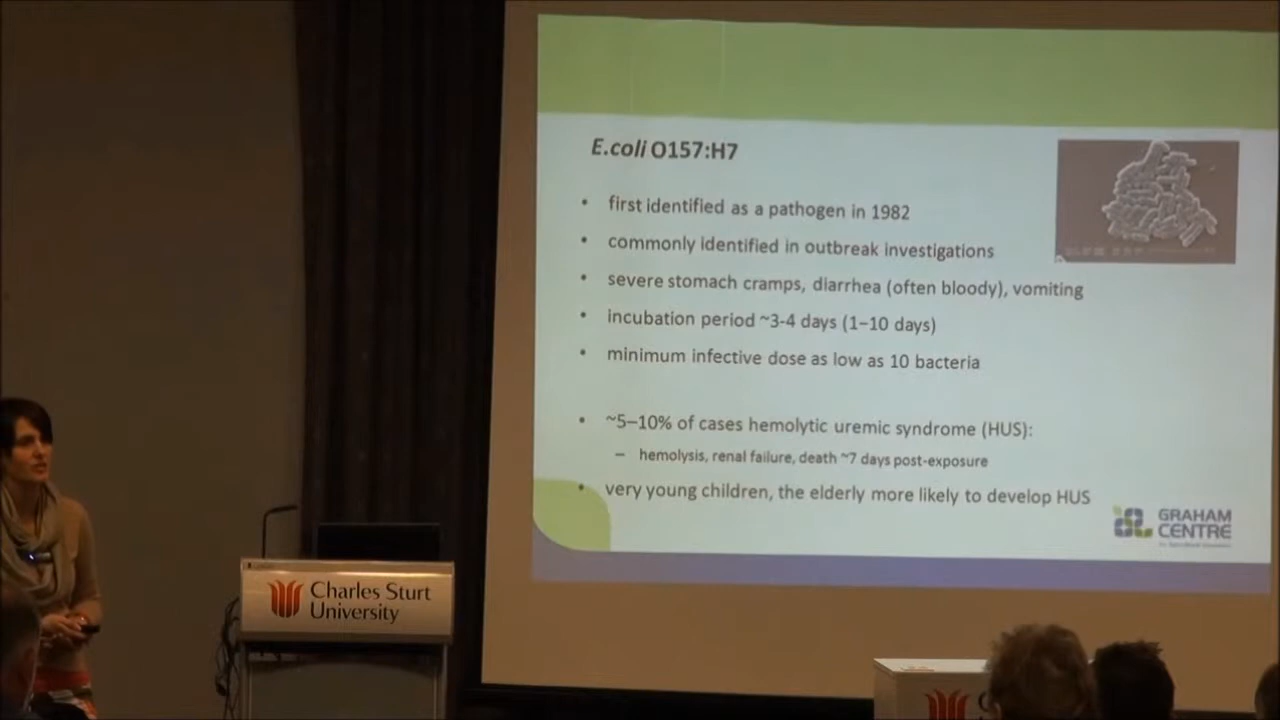 E.coli O157:H7
• first identified as a pathogen in 1982
• commonly identified in outbreak investigations
• severe stomach cramps, diarrhea (often bloody), vomiting
• incubation period ~3-4 days (1–10 days)
• minimum infective dose as low as 10 bacteria
• ~5–10% of cases hemolytic uremic syndrome (HUS):
– hemolysis, renal failure, death ~7 days post-exposure
• very young children, the elderly more likely to develop HUS
GRAHAM
CENTRE
Charles Sturt
University